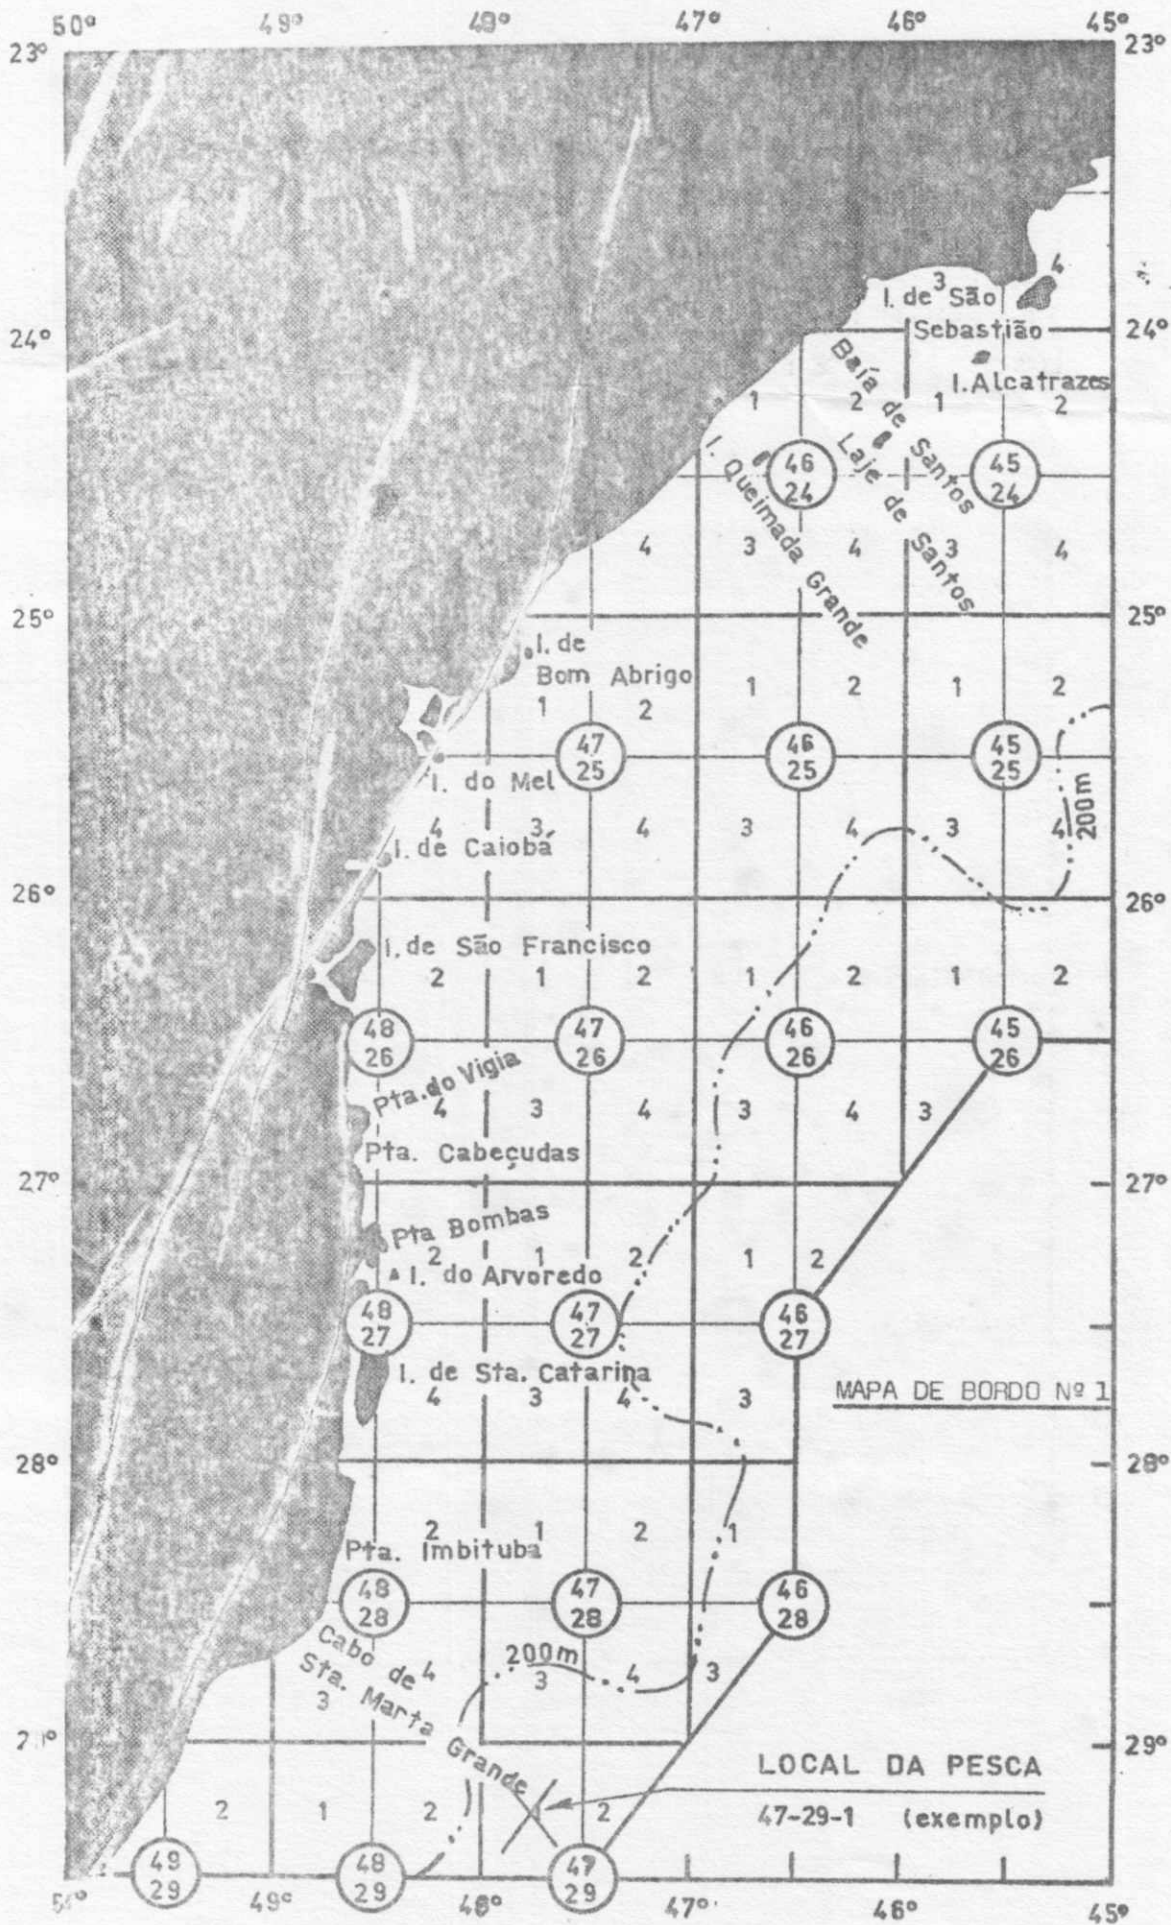 50° 49° 48° 47° 46° 45°
23° 23°
4
I. de 3 São
Sebastião
24° 24°
Baía de Santos
I. Alcatrazes
1 2 1 2
Laje de Santos
I. Queimada Grande
46
24
45
24
4 3 4 3 4
25° 25°
I. de
Bom Abrigo
1 2 1 2 1 2
47
25
46
25
45
25
I. do Mel
200m
4 3 4 3 4 3 4
I. de Caiobá
26° 26°
I. de São Francisco
2 1 2 1 2 1 2
48
26
47
26
46
26
45
26
Pta. do Vigia
4 3 4 3 4 3
Pta. Cabeçudas
27° 27°
Pta Bombas
2 1 2 1 2
I. do Arvoredo
48
27
47
27
46
27
I. de Sta. Catarina
4 3 4 3
MAPA DE BORDO Nº 1
28° 28°
2 1 2 1
Pta. Imbituba
48
28
47
28
46
28
Cabo de
Sta. Marta Grande
4
3
200m
3 4 3
29°
LOCAL DA PESCA
47-29-1 (exemplo)
2 1 2 2
49
29
48
29
47
29
49° 48° 47° 46° 45°